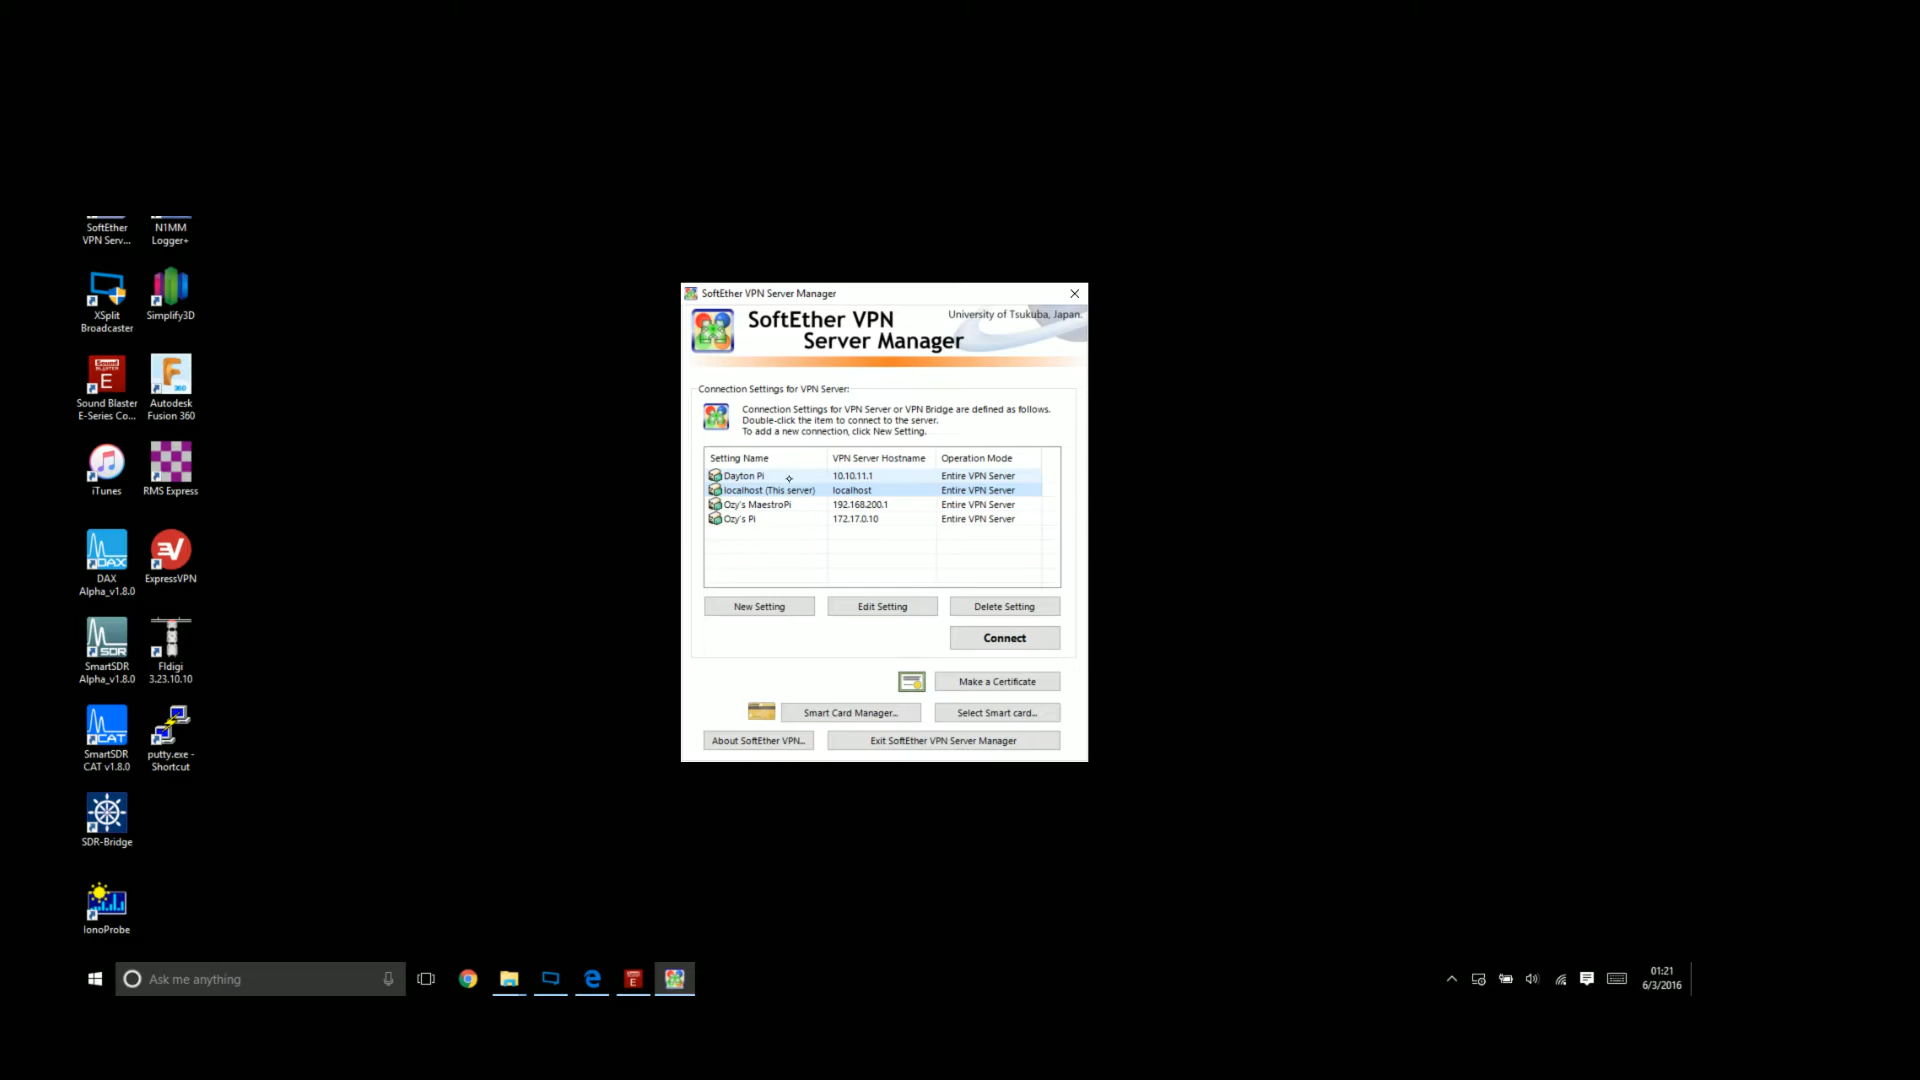 SoftEther
VPN Serv...
N1MM
Logger+
XSplit
Broadcaster
Simplify3D
Sound
BLASTER
E
Sound Blaster
E-Series Co...
F
360
Autodesk
Fusion 360
iTunes
RMS Express
DAX
DAX
Alpha_v1.8.0
ExpressVPN
SDR
SmartSDR
Alpha_v1.8.0
Fldigi
3.23.10.10
CAT
SmartSDR
CAT v1.8.0
putty.exe -
Shortcut
SDR-Bridge
IonoProbe
SoftEther VPN Server Manager
SoftEther VPN
Server Manager
University of Tsukuba, Japan.
Connection Settings for VPN Server:
Connection Settings for VPN Server or VPN Bridge are defined as follows.
Double-click the item to connect to the server.
To add a new connection, click New Setting.
Setting Name VPN Server Hostname Operation Mode
Dayton Pi 10.10.11.1 Entire VPN Server
localhost (This server) localhost Entire VPN Server
Ozy's MaestroPi 192.168.200.1 Entire VPN Server
Ozy's Pi 172.17.0.10 Entire VPN Server
New Setting Edit Setting Delete Setting
Connect
Make a Certificate
Smart Card Manager... Select Smart card...
About SoftEther VPN... Exit SoftEther VPN Server Manager
Ask me anything
01:21
6/3/2016